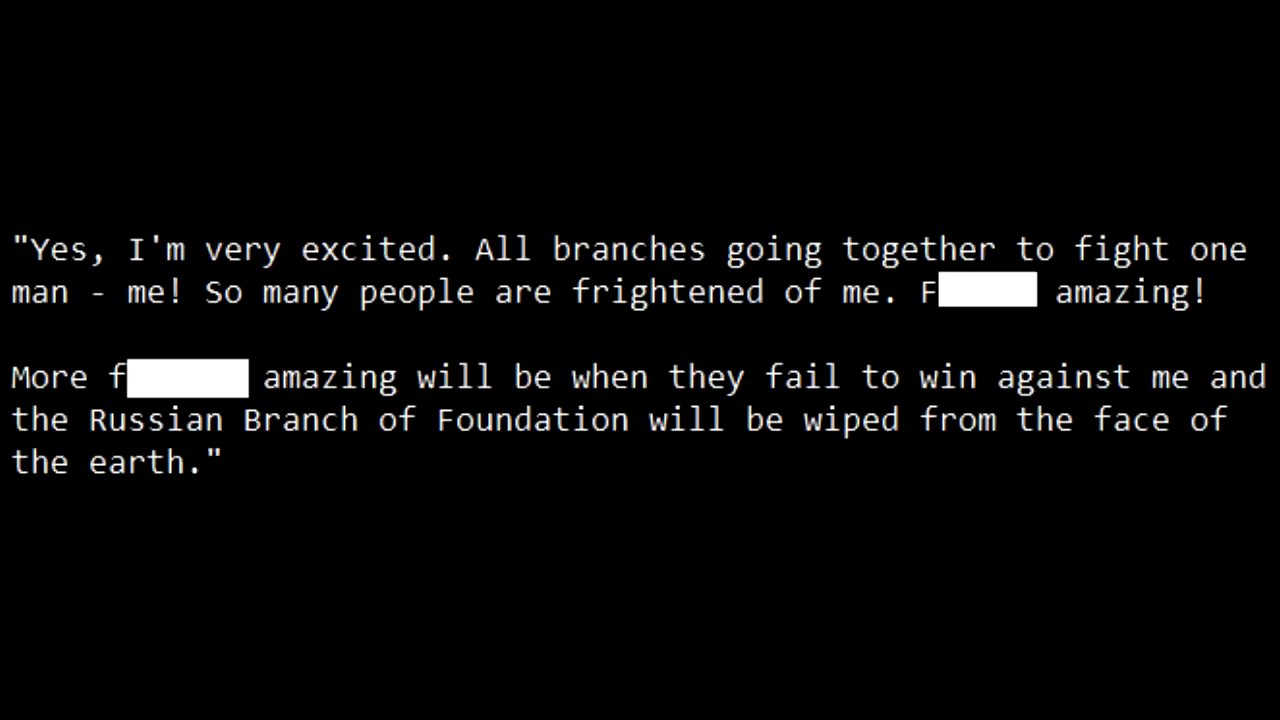 "Yes, I'm very excited. All branches going together to fight one
man - me! So many people are frightened of me. F amazing!
More f amazing will be when they fail to win against me and
the Russian Branch of Foundation will be wiped from the face of
the earth."